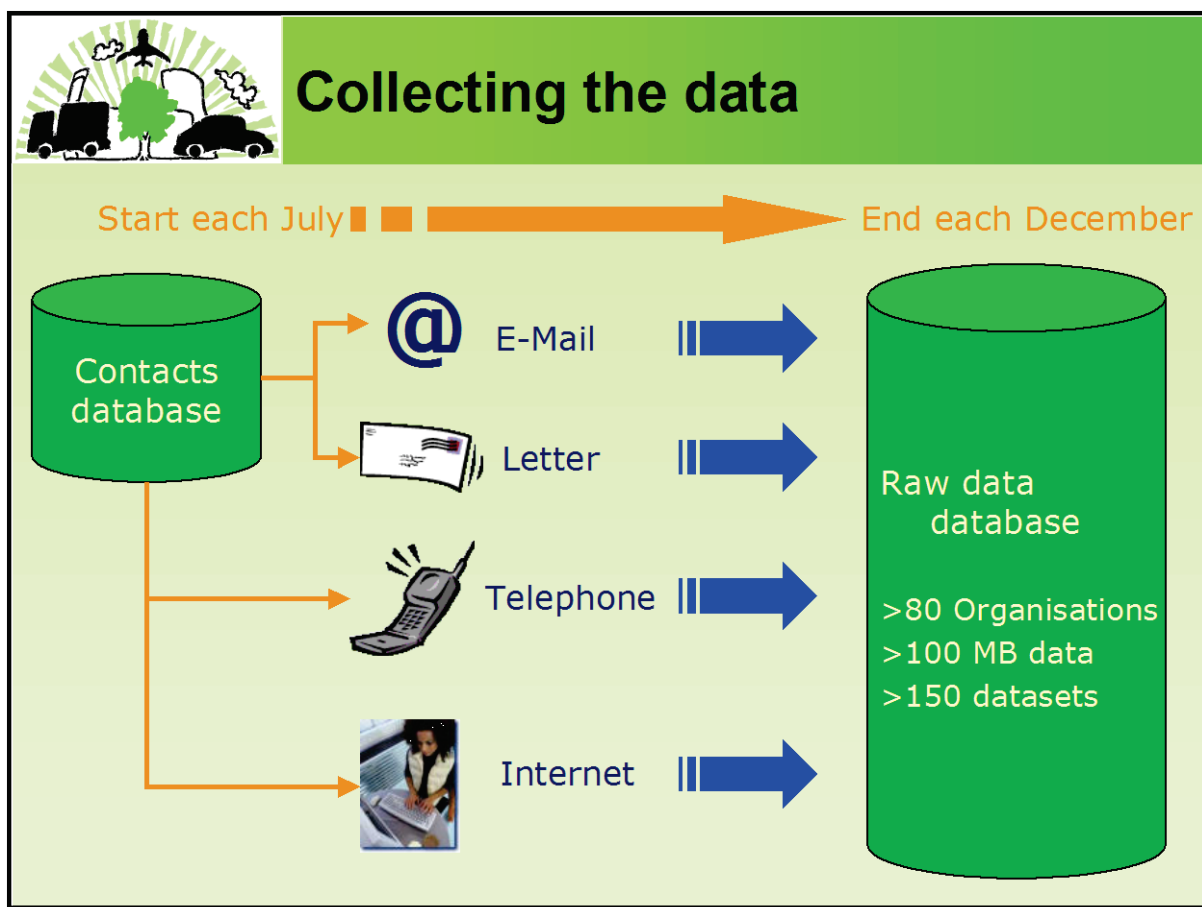 Collecting the data
Start each July
End each December
Contacts
database
@
E-Mail
Letter
Telephone
Internet
Raw data
database
>80 Organisations
>100 MB data
>150 datasets